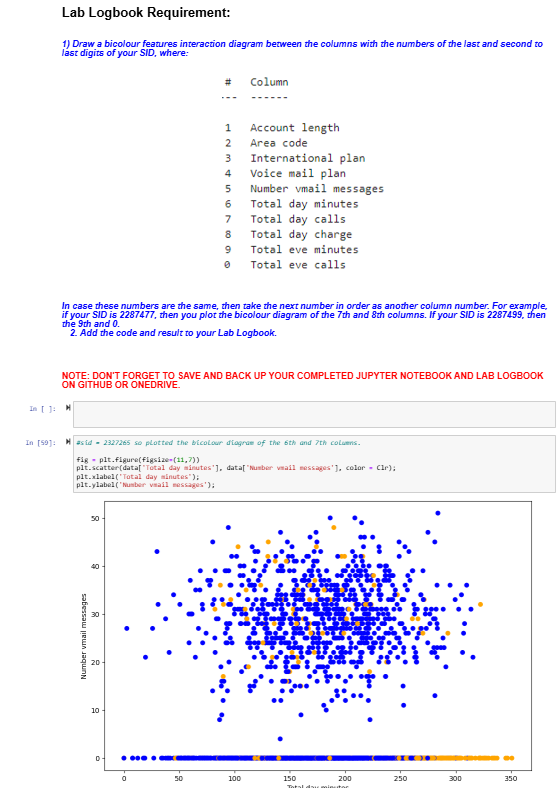 Lab Logbook Requirement:
1) Draw a bicolour features interaction diagram between the columns with the numbers of the last and second to
last digits of your SID, where:
# Column
--- ------
1 Account length
2 Area code
3 International plan
4 Voice mail plan
5 Number vmail messages
6 Total day minutes
7 Total day calls
8 Total day charge
9 Total eve minutes
0 Total eve calls
In case these numbers are the same, then take the next number in order as another column number. For example,
if your SID is 2287477, then you plot the bicolour diagram of the 7th and 8th columns. If your SID is 2287499, then
the 9th and 0.
2. Add the code and result to your Lab Logbook.
NOTE: DON'T FORGET TO SAVE AND BACK UP YOUR COMPLETED JUPYTER NOTEBOOK AND LAB LOGBOOK
ON GITHUB OR ONEDRIVE.
In [ ]:
In [59]: #sid = 2327265 so plotted the bicolour diagram of the 6th and 7th columns.
fig = plt.figure(figsize=(11,7))
plt.scatter(data['Total day minutes'], data['Number vmail messages'], color = Clr);
plt.xlabel('Total day minutes');
plt.ylabel('Number vmail messages');
50
40
30
20
10
0
Number vmail messages
0 50 100 150 200 250 300 350
Total day minutes